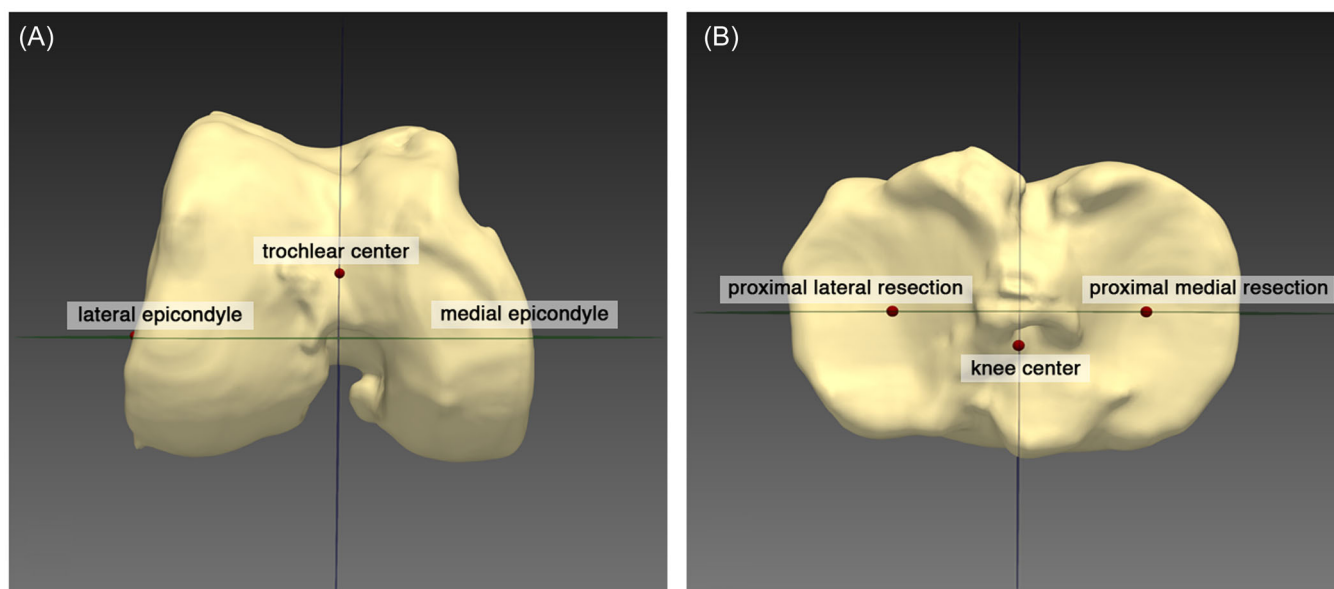 (A)
trochlear center
lateral epicondyle
medial epicondyle
(B)
proximal lateral resection
proximal medial resection
knee center